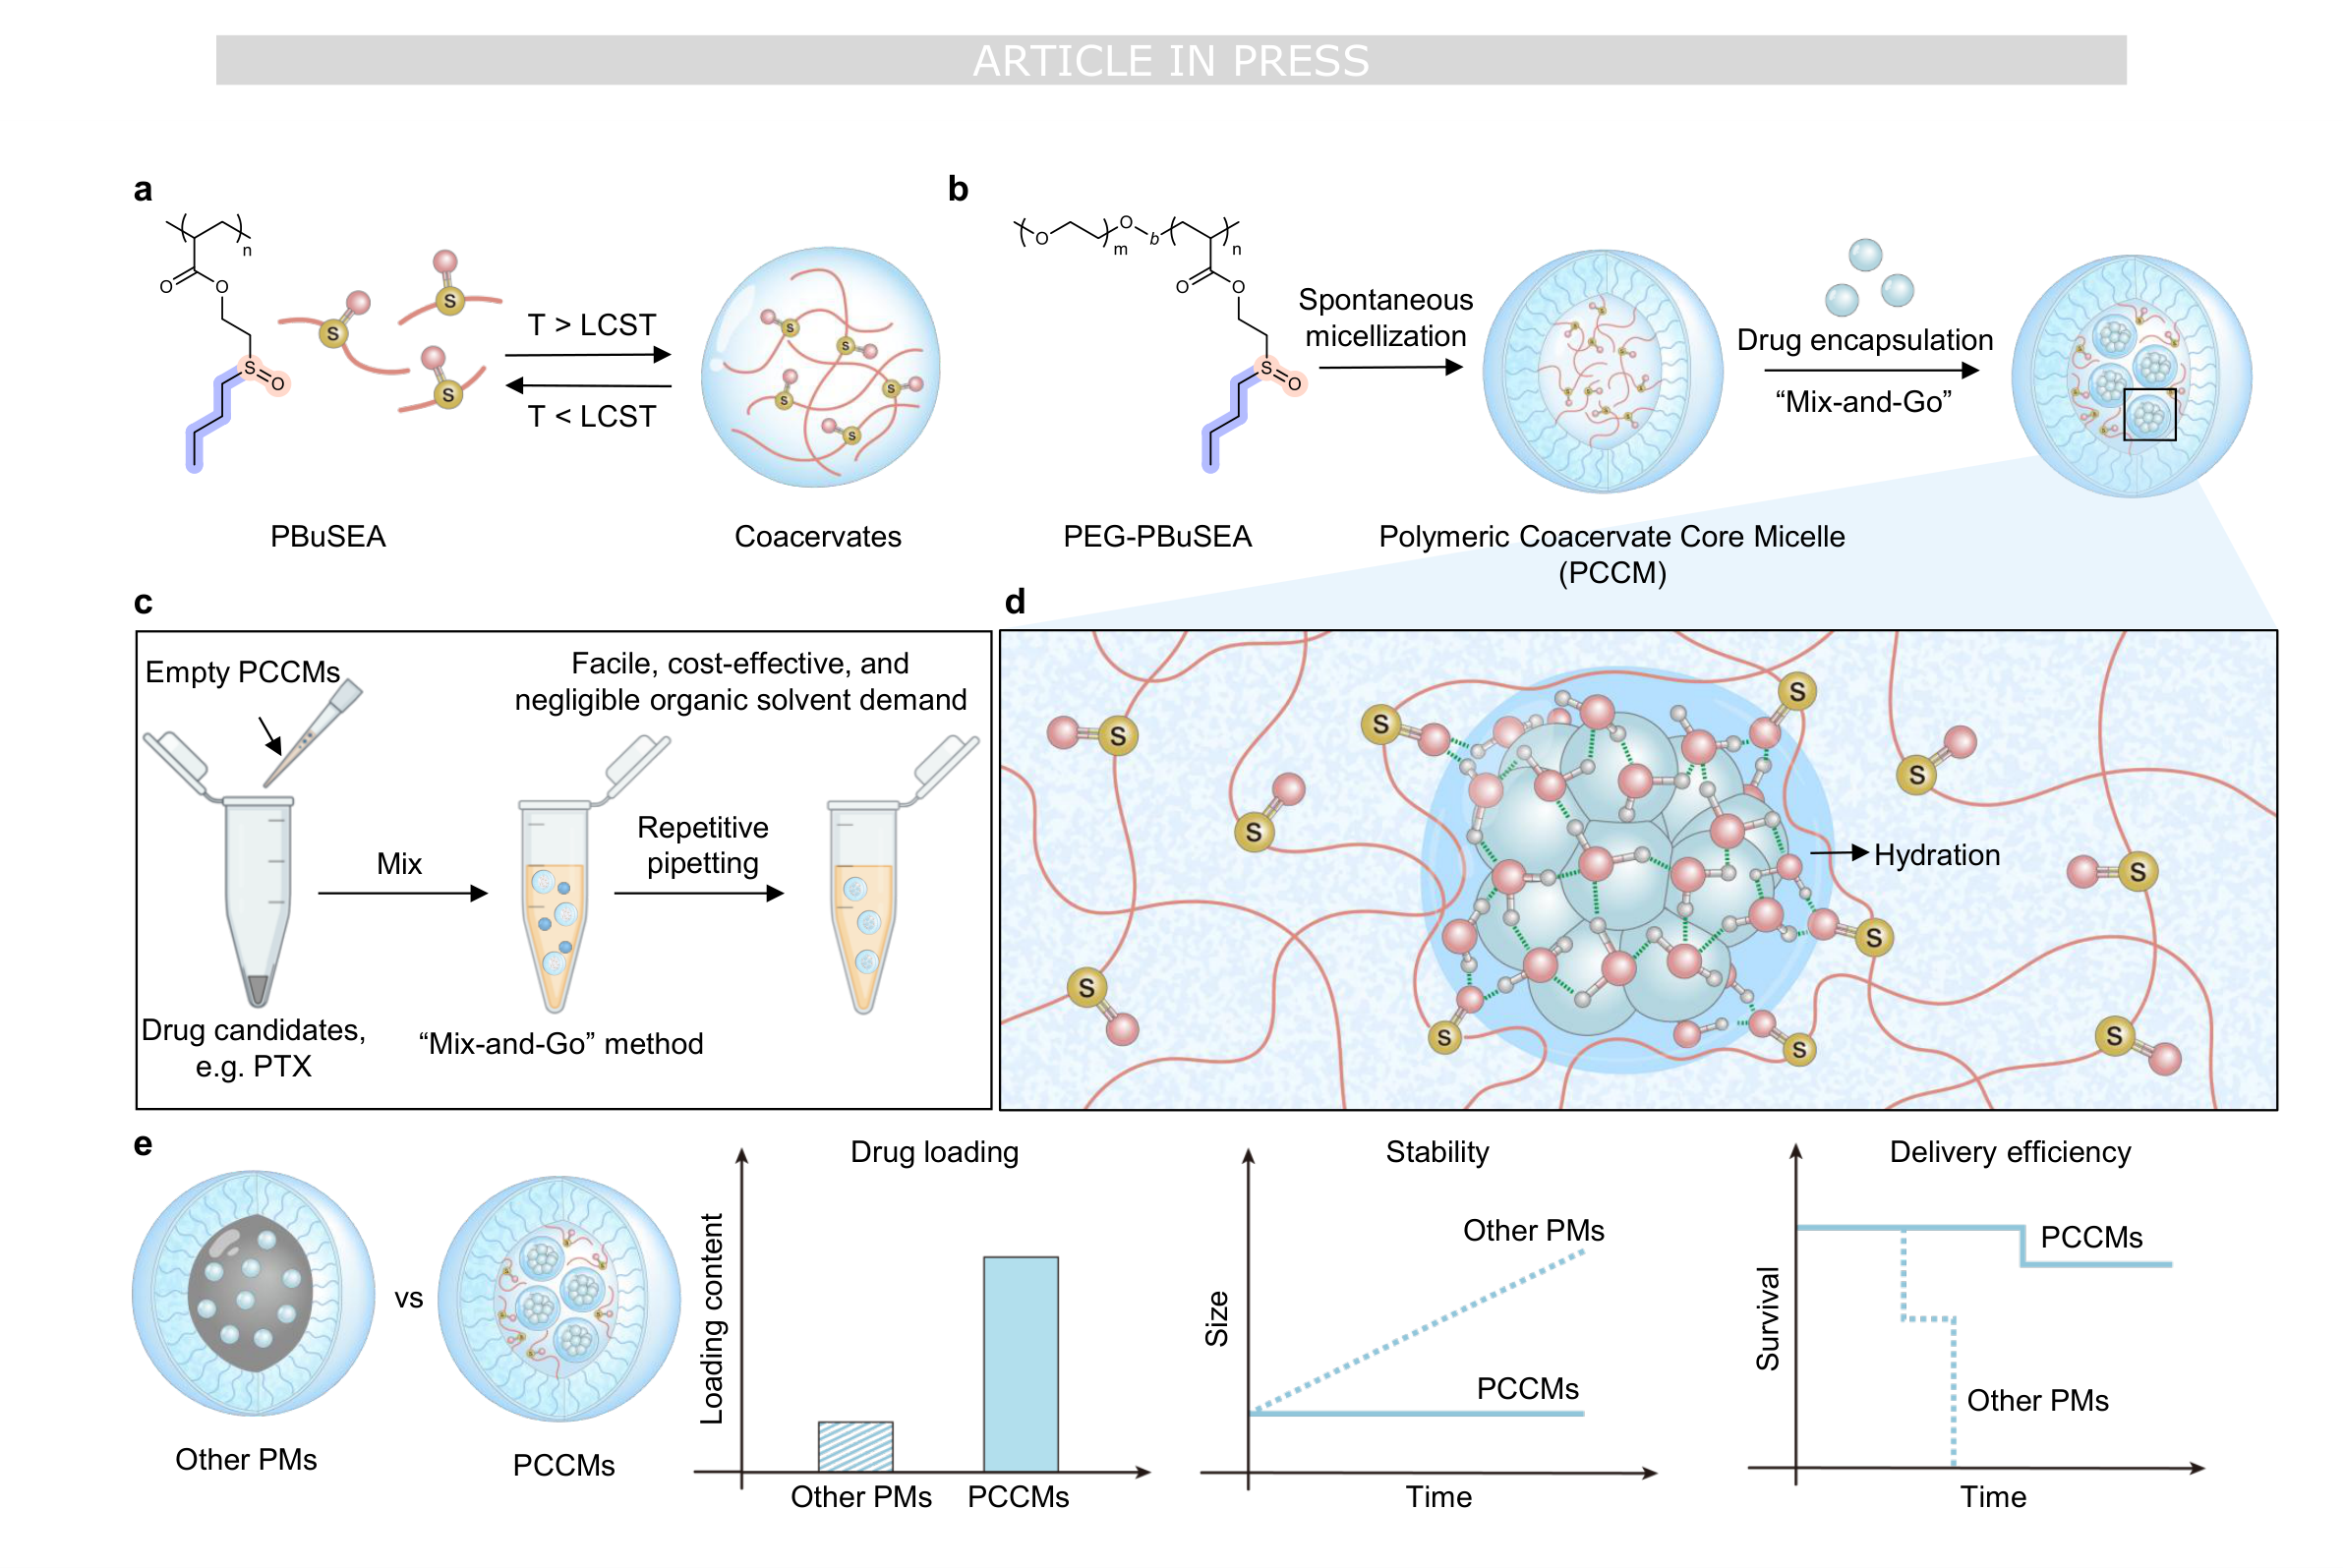 ARTICLE IN PRESS
a
n
O
O
S
O
S
S
S
T > LCST
T < LCST
S
S
S
S
S
PBuSEA
Coacervates
b
O
m
O
b
n
O
O
S
O
Spontaneous
micellization
Drug encapsulation
“Mix-and-Go”
PEG-PBuSEA
Polymeric Coacervate Core Micelle
(PCCM)
c
Empty PCCMs
Facile, cost-effective, and
negligible organic solvent demand
Mix
Repetitive
pipetting
Drug candidates,
e.g. PTX
“Mix-and-Go” method
d
S
S
S
S
S
S
Hydration
S
S
S
S
S
S
e
Other PMs
vs
PCCMs
Drug loading
Loading content
Other PMs
PCCMs
Stability
Size
Other PMs
PCCMs
Time
Delivery efficiency
Survival
PCCMs
Other PMs
Time